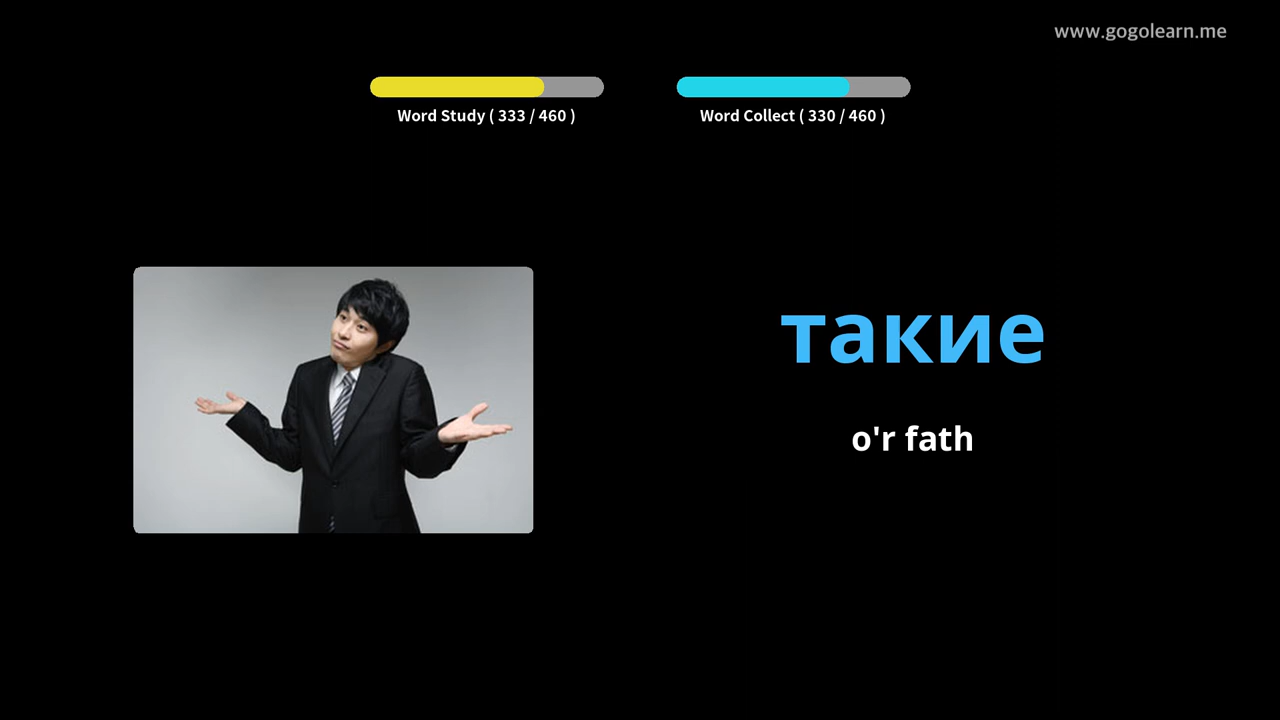 www.gogolearn.me
Word Study ( 333 / 460 )
Word Collect ( 330 / 460 )
такие
o'r fath